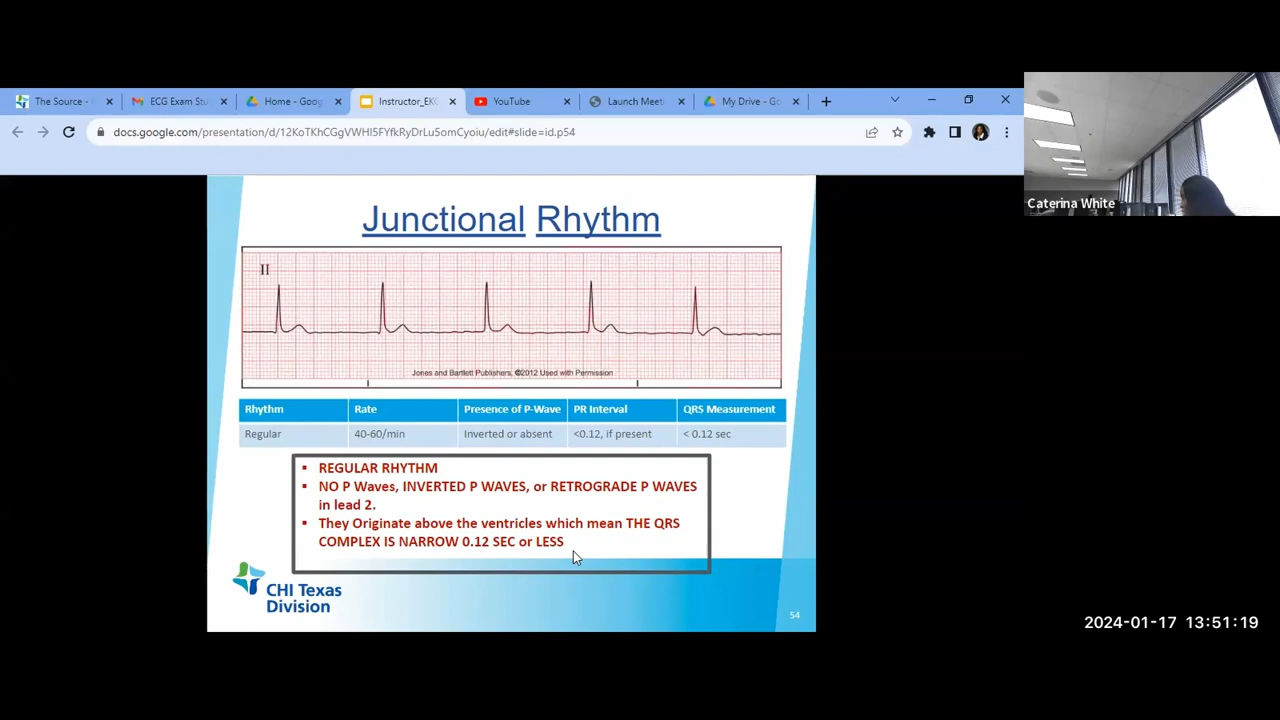 The Source -
ECG Exam Stu
Home - Goog
Instructor_EK
YouTube
Launch Meeti
My Drive - Go
docs.google.com/presentation/d/12KoTKhCGgVWHI5FYfkRyDrLu5omCyoiu/edit#slide=id.p54
Caterina White
Junctional Rhythm
II
Jones and Bartlett Publishers, ©2012 Used with Permission
Rhythm Rate Presence of P-Wave PR Interval QRS Measurement
Regular 40-60/min Inverted or absent <0.12, if present < 0.12 sec
▪ REGULAR RHYTHM
▪ NO P Waves, INVERTED P WAVES, or RETROGRADE P WAVES
in lead 2.
▪ They Originate above the ventricles which mean THE QRS
COMPLEX IS NARROW 0.12 SEC or LESS
CHI Texas
Division
54
2024-01-17 13:51:19